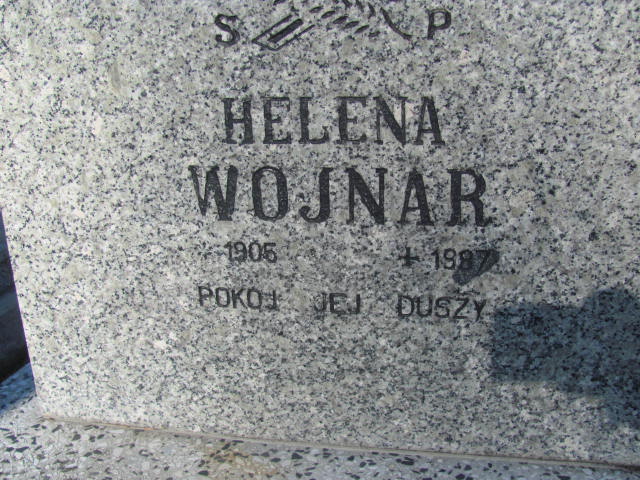 S P
HELENA
WOJNAR
1905 + 1987
POKOJ JEJ DUSZY